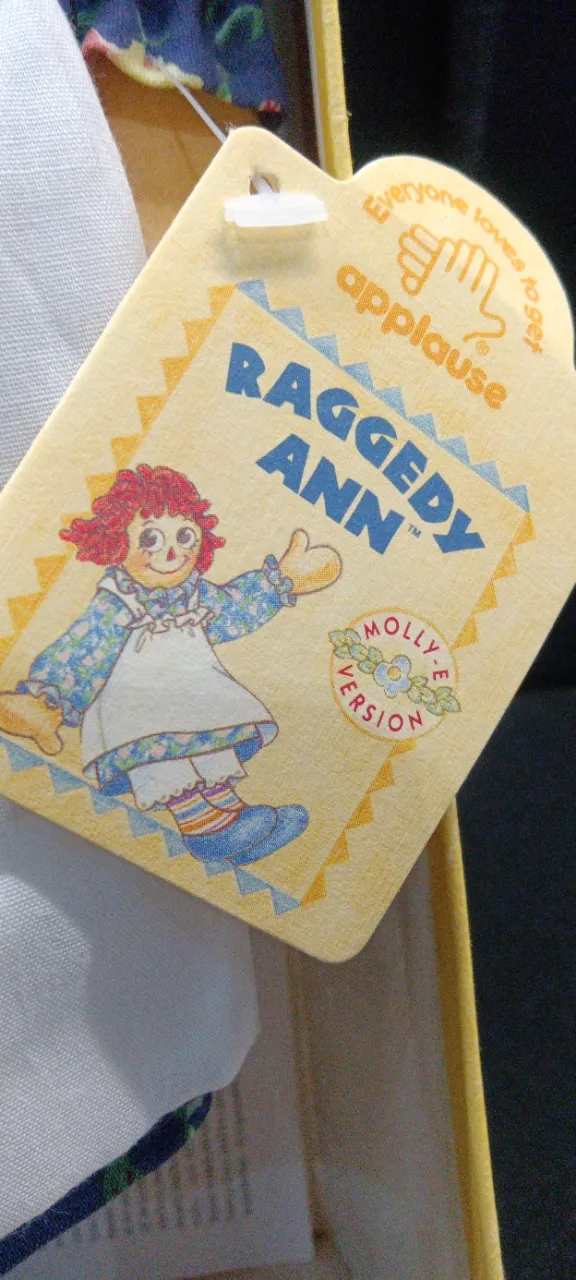 Everyone loves to get
applause®
RAGGEDY
ANN™
MOLLY-E
VERSION